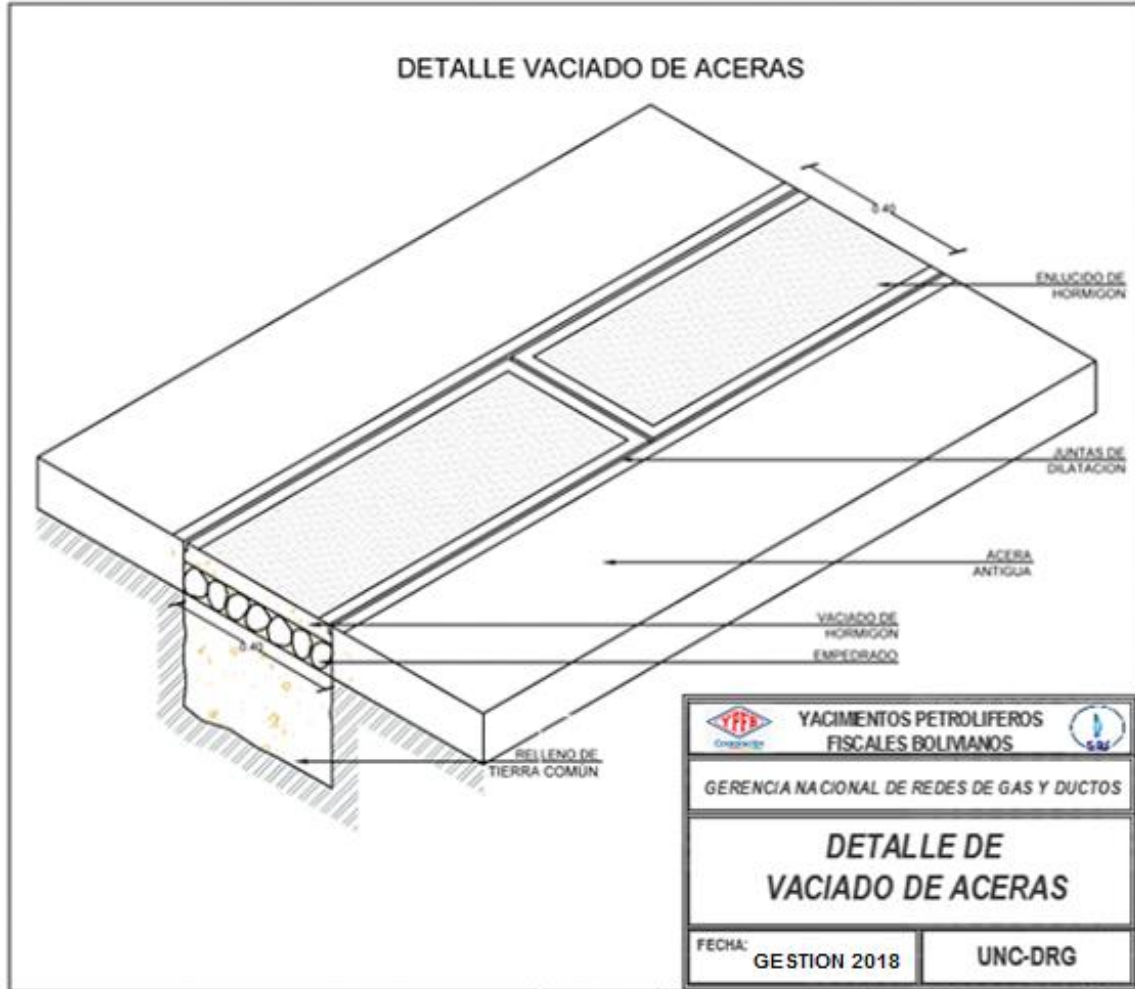 DETALLE VACIADO DE ACERAS
0.40
ENLUCIDO DE
HORMIGON
JUNTAS DE
DILATACION
ACERA
ANTIGUA
VACIADO DE
HORMIGON
EMPEDRADO
0.40
RELLENO DE
TIERRA COMÚN
YPFB
Corporación
YACIMIENTOS PETROLIFEROS
FISCALES BOLIVIANOS
GERENCIA NACIONAL DE REDES DE GAS Y DUCTOS
DETALLE DE
VACIADO DE ACERAS
FECHA:
GESTION 2018
UNC-DRG